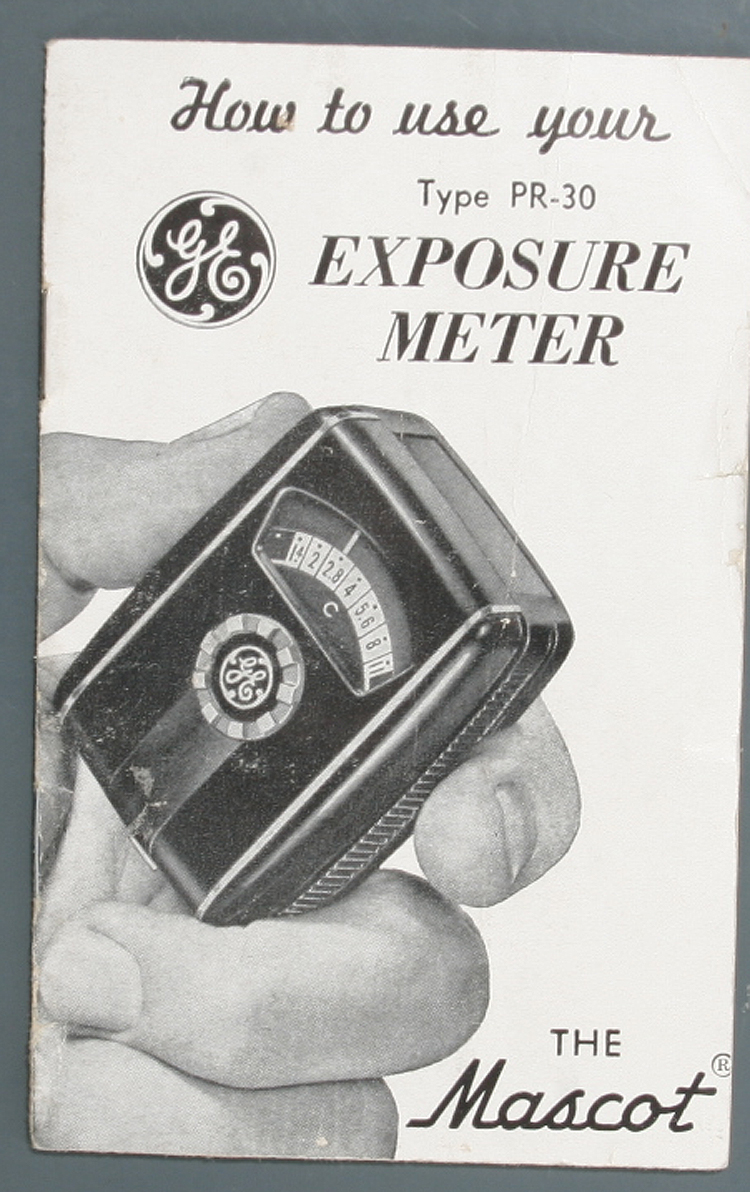 How to use your
Type PR-30
GE
EXPOSURE
METER
1.4 2 2.8 4 5.6 8 11
C
GE
THE
Mascot®